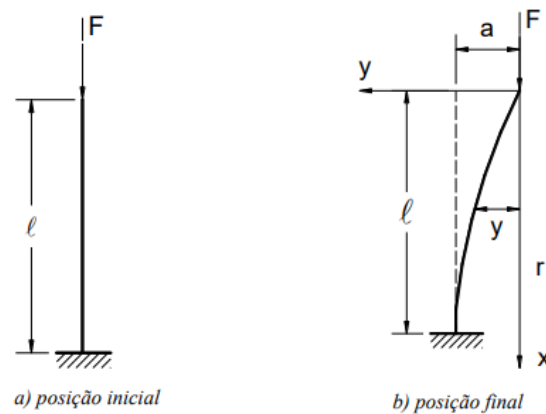 F
ℓ
a) posição inicial
a
F
y
ℓ
y
r
x
b) posição final